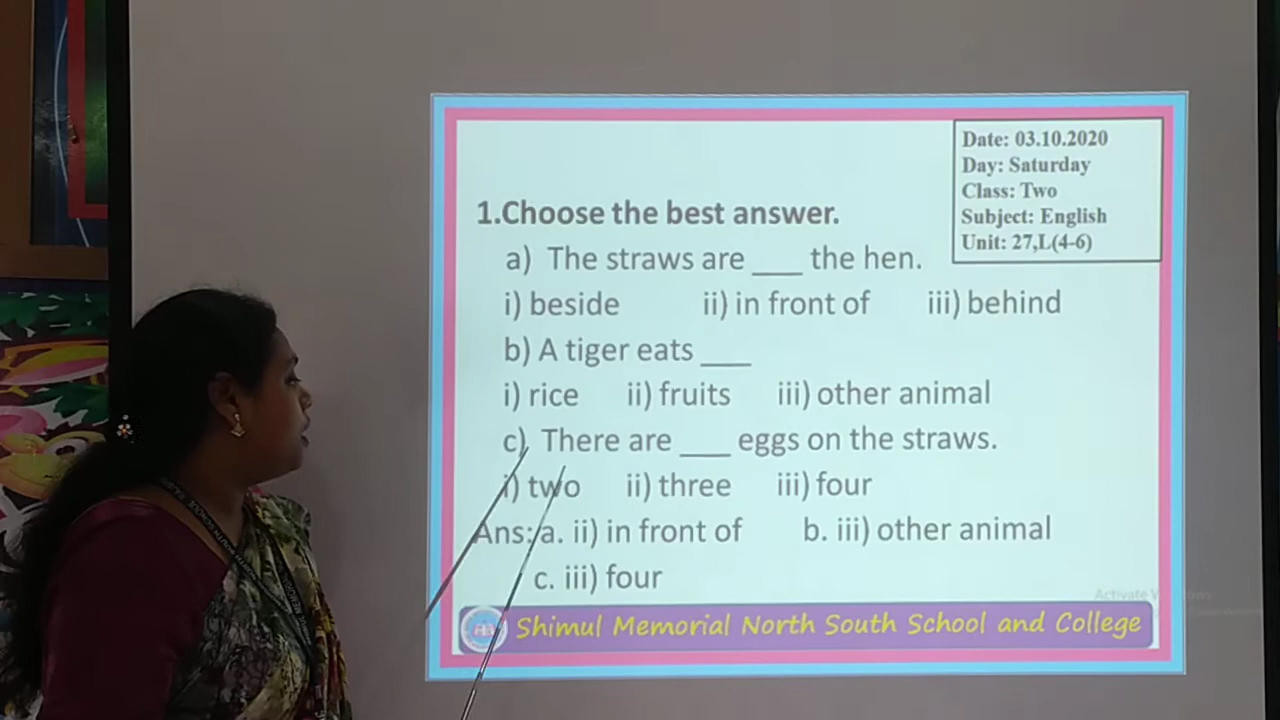 Date: 03.10.2020
Day: Saturday
Class: Two
Subject: English
Unit: 27,L(4-6)
1.Choose the best answer.
a) The straws are ___ the hen.
i) beside ii) in front of iii) behind
b) A tiger eats ___
i) rice ii) fruits iii) other animal
c) There are ___ eggs on the straws.
i) two ii) three iii) four
Ans: a. ii) in front of b. iii) other animal
c. iii) four
Shimul Memorial North South School and College